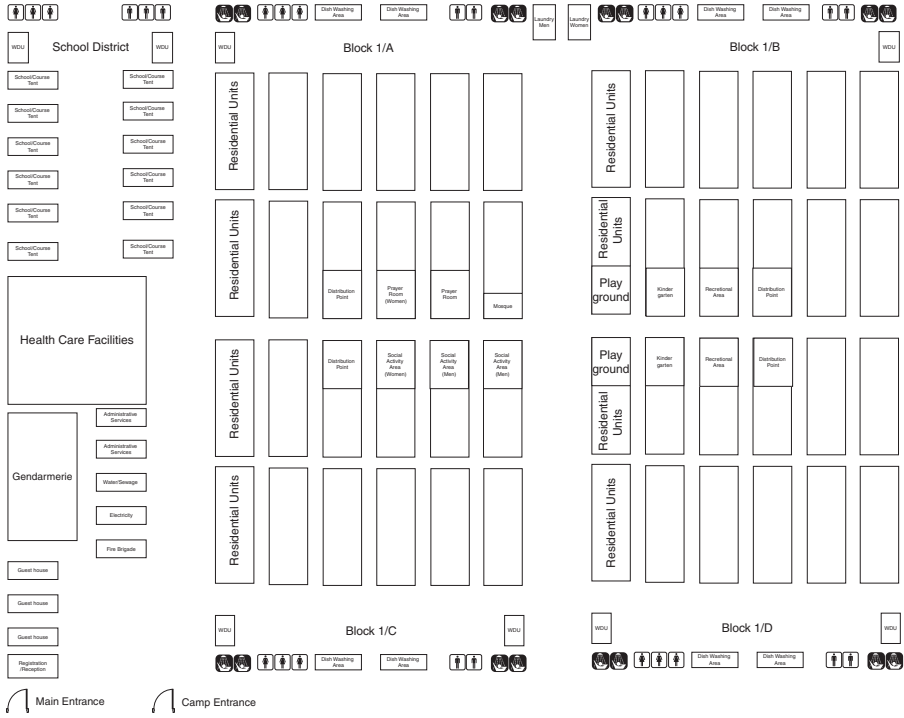 Dish Washing
Area
Dish Washing
Area
Laundry
Men
Laundry
Women
Dish Washing
Area
Dish Washing
Area
WDU
School District
WDU
WDU
Block 1/A
Block 1/B
WDU
School/Course
Tent
School/Course
Tent
School/Course
Tent
School/Course
Tent
School/Course
Tent
School/Course
Tent
School/Course
Tent
School/Course
Tent
School/Course
Tent
School/Course
Tent
School/Course
Tent
School/Course
Tent
Residential Units
Residential Units
Residential Units
Residential
Units
Distribution
Point
Prayer
Room
(Women)
Prayer
Room
Mosque
Play
ground
Kinder
garten
Recretional
Area
Distribution
Point
Health Care Facilities
Residential Units
Distribution
Point
Social
Activity
Area
(Women)
Social
Activity
Area
(Men)
Social
Activity
Area
(Men)
Play
ground
Kinder
garten
Recretional
Area
Distribution
Point
Residential
Units
Administrative
Services
Administrative
Services
Gendarmerie
Water/Sewage
Electricity
Fire Brigade
Residential Units
Residential Units
Guest house
Guest house
Guest house
Registration
/Reception
WDU
Block 1/C
WDU
WDU
Block 1/D
WDU
Dish Washing
Area
Dish Washing
Area
Dish Washing
Area
Dish Washing
Area
Main Entrance
Camp Entrance